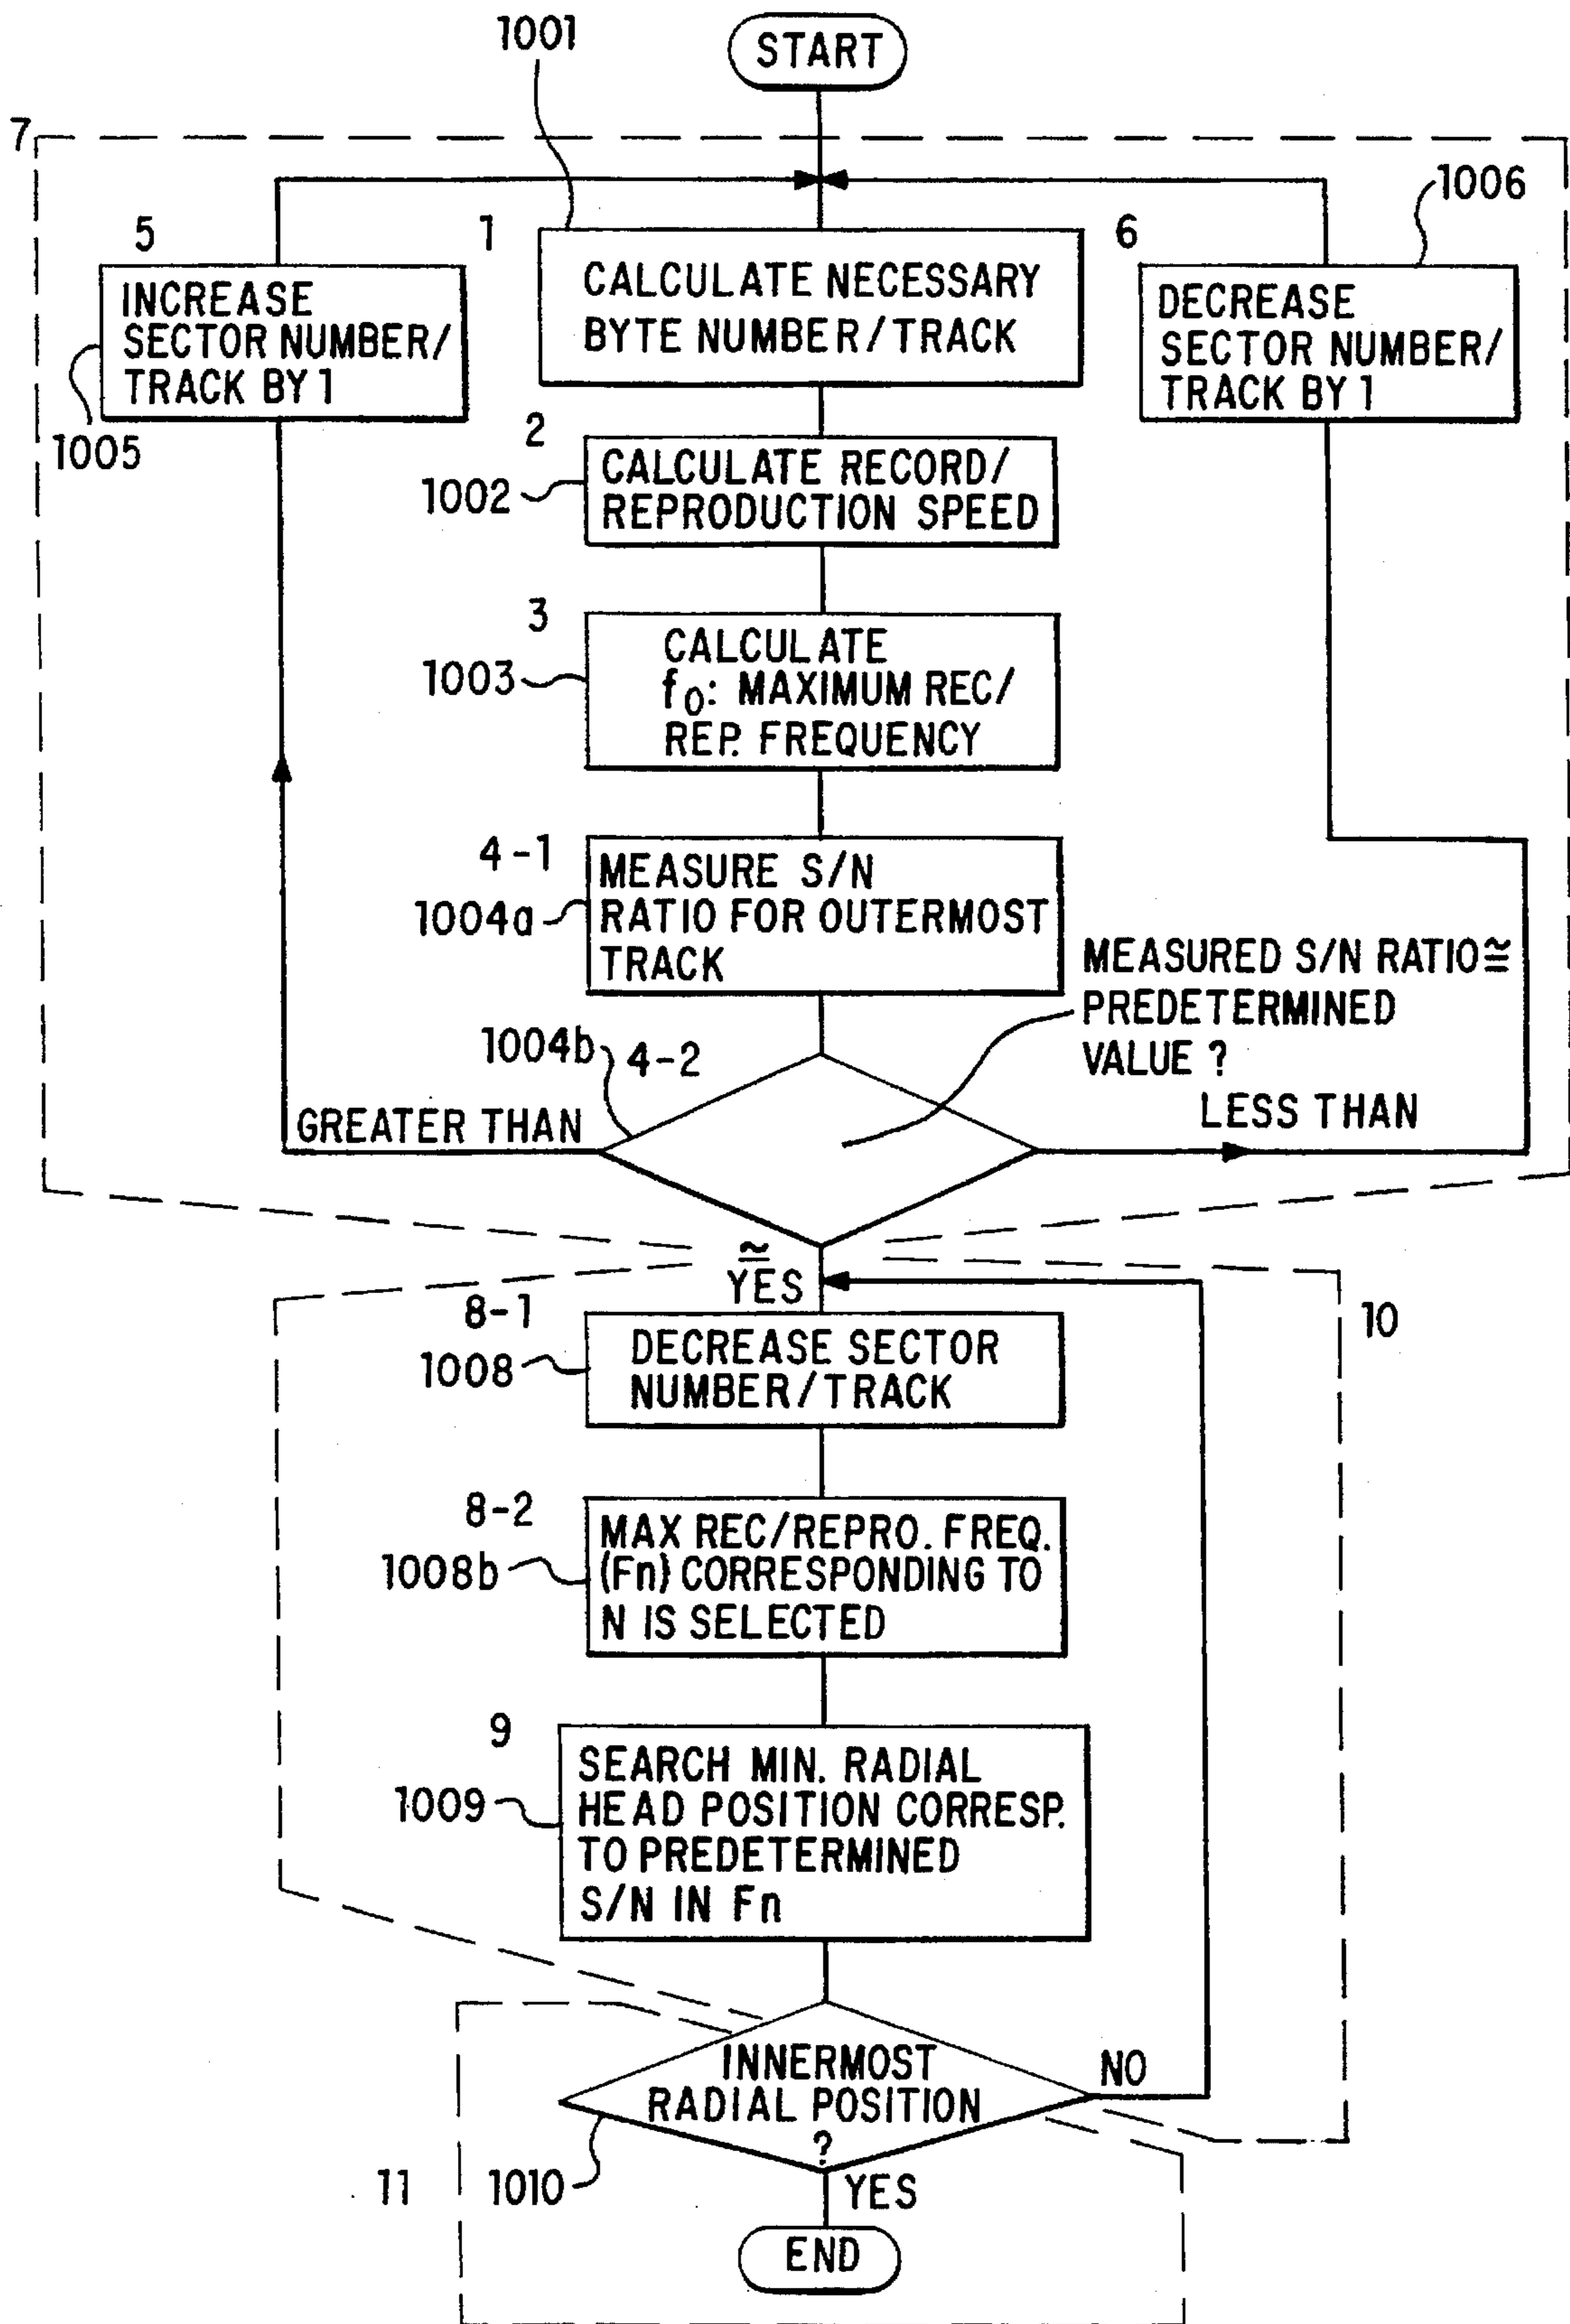 START
1001
7
1006
5
1
6
INCREASE
SECTOR NUMBER/
TRACK BY 1
1005
CALCULATE NECESSARY
BYTE NUMBER/TRACK
DECREASE
SECTOR NUMBER/
TRACK BY 1
2
1002
CALCULATE RECORD/
REPRODUCTION SPEED
3
1003
CALCULATE
f0: MAXIMUM REC/
REP. FREQUENCY
4-1
1004a
MEASURE S/N
RATIO FOR OUTERMOST
TRACK
MEASURED S/N RATIO≅
PREDETERMINED
VALUE ?
1004b
4-2
GREATER THAN
LESS THAN
≃
YES
10
8-1
1008
DECREASE SECTOR
NUMBER/TRACK
8-2
1008b
MAX REC/REPRO. FREQ.
(Fn) CORRESPONDING TO
N IS SELECTED
9
1009
SEARCH MIN. RADIAL
HEAD POSITION CORRESP.
TO PREDETERMINED
S/N IN Fn
INNERMOST
RADIAL POSITION
?
NO
11
1010
YES
END